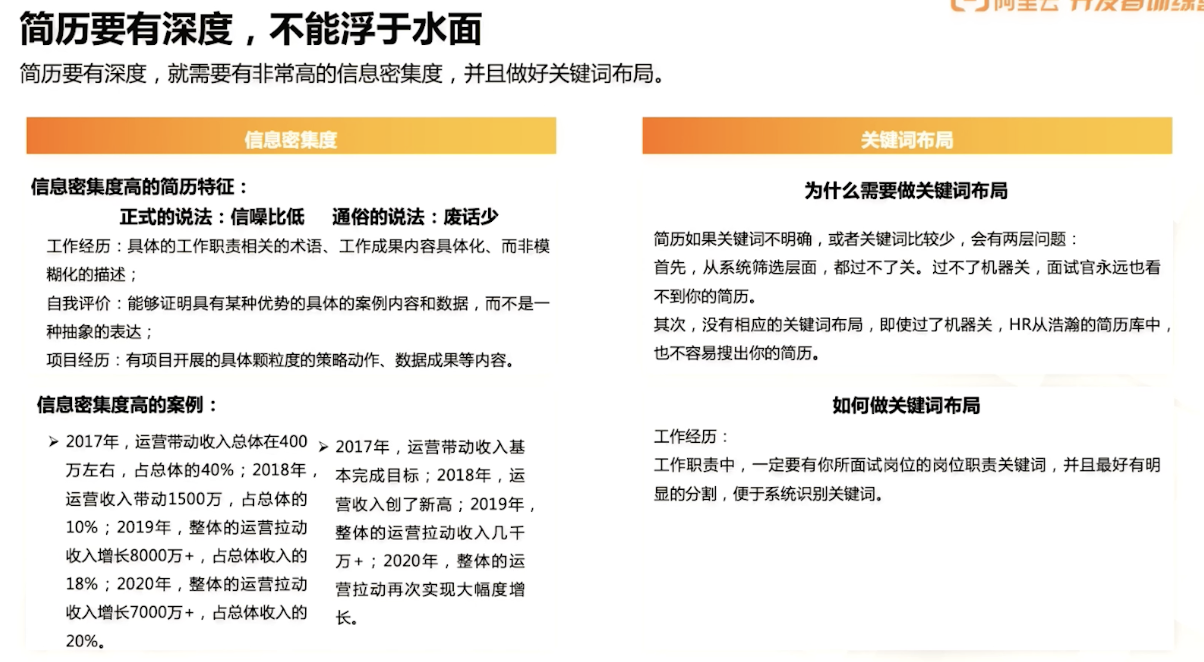 阿里云 开发者训练营
简历要有深度，不能浮于水面
简历要有深度，就需要有非常高的信息密集度，并且做好关键词布局。
信息密集度
信息密集度高的简历特征：
正式的说法：信噪比低 通俗的说法：废话少
工作经历：具体的工作职责相关的术语、工作成果内容具体化、而非模
糊化的描述；
自我评价：能够证明具有某种优势的具体的案例内容和数据，而不是一
种抽象的表达；
项目经历：有项目开展的具体颗粒度的策略动作、数据成果等内容。
信息密集度高的案例：
➢ 2017年，运营带动收入总体在400
万左右，占总体的40%；2018年，
运营收入带动1500万，占总体的
10%；2019年，整体的运营拉动
收入增长8000万+，占总体收入的
18%；2020年，整体的运营拉动
收入增长7000万+，占总体收入的
20%。
➢ 2017年，运营带动收入基
本完成目标；2018年，运
营收入创了新高；2019年，
整体的运营拉动收入几千
万+；2020年，整体的运
营拉动再次实现大幅度增
长。
关键词布局
为什么需要做关键词布局
简历如果关键词不明确，或者关键词比较少，会有两层问题：
首先，从系统筛选层面，都过不了关。过不了机器关，面试官永远也看
不到你的简历。
其次，没有相应的关键词布局，即使过了机器关，HR从浩瀚的简历库中，
也不容易搜出你的简历。
如何做关键词布局
工作经历：
工作职责中，一定要有你所面试岗位的岗位职责关键词，并且最好有明
显的分割，便于系统识别关键词。